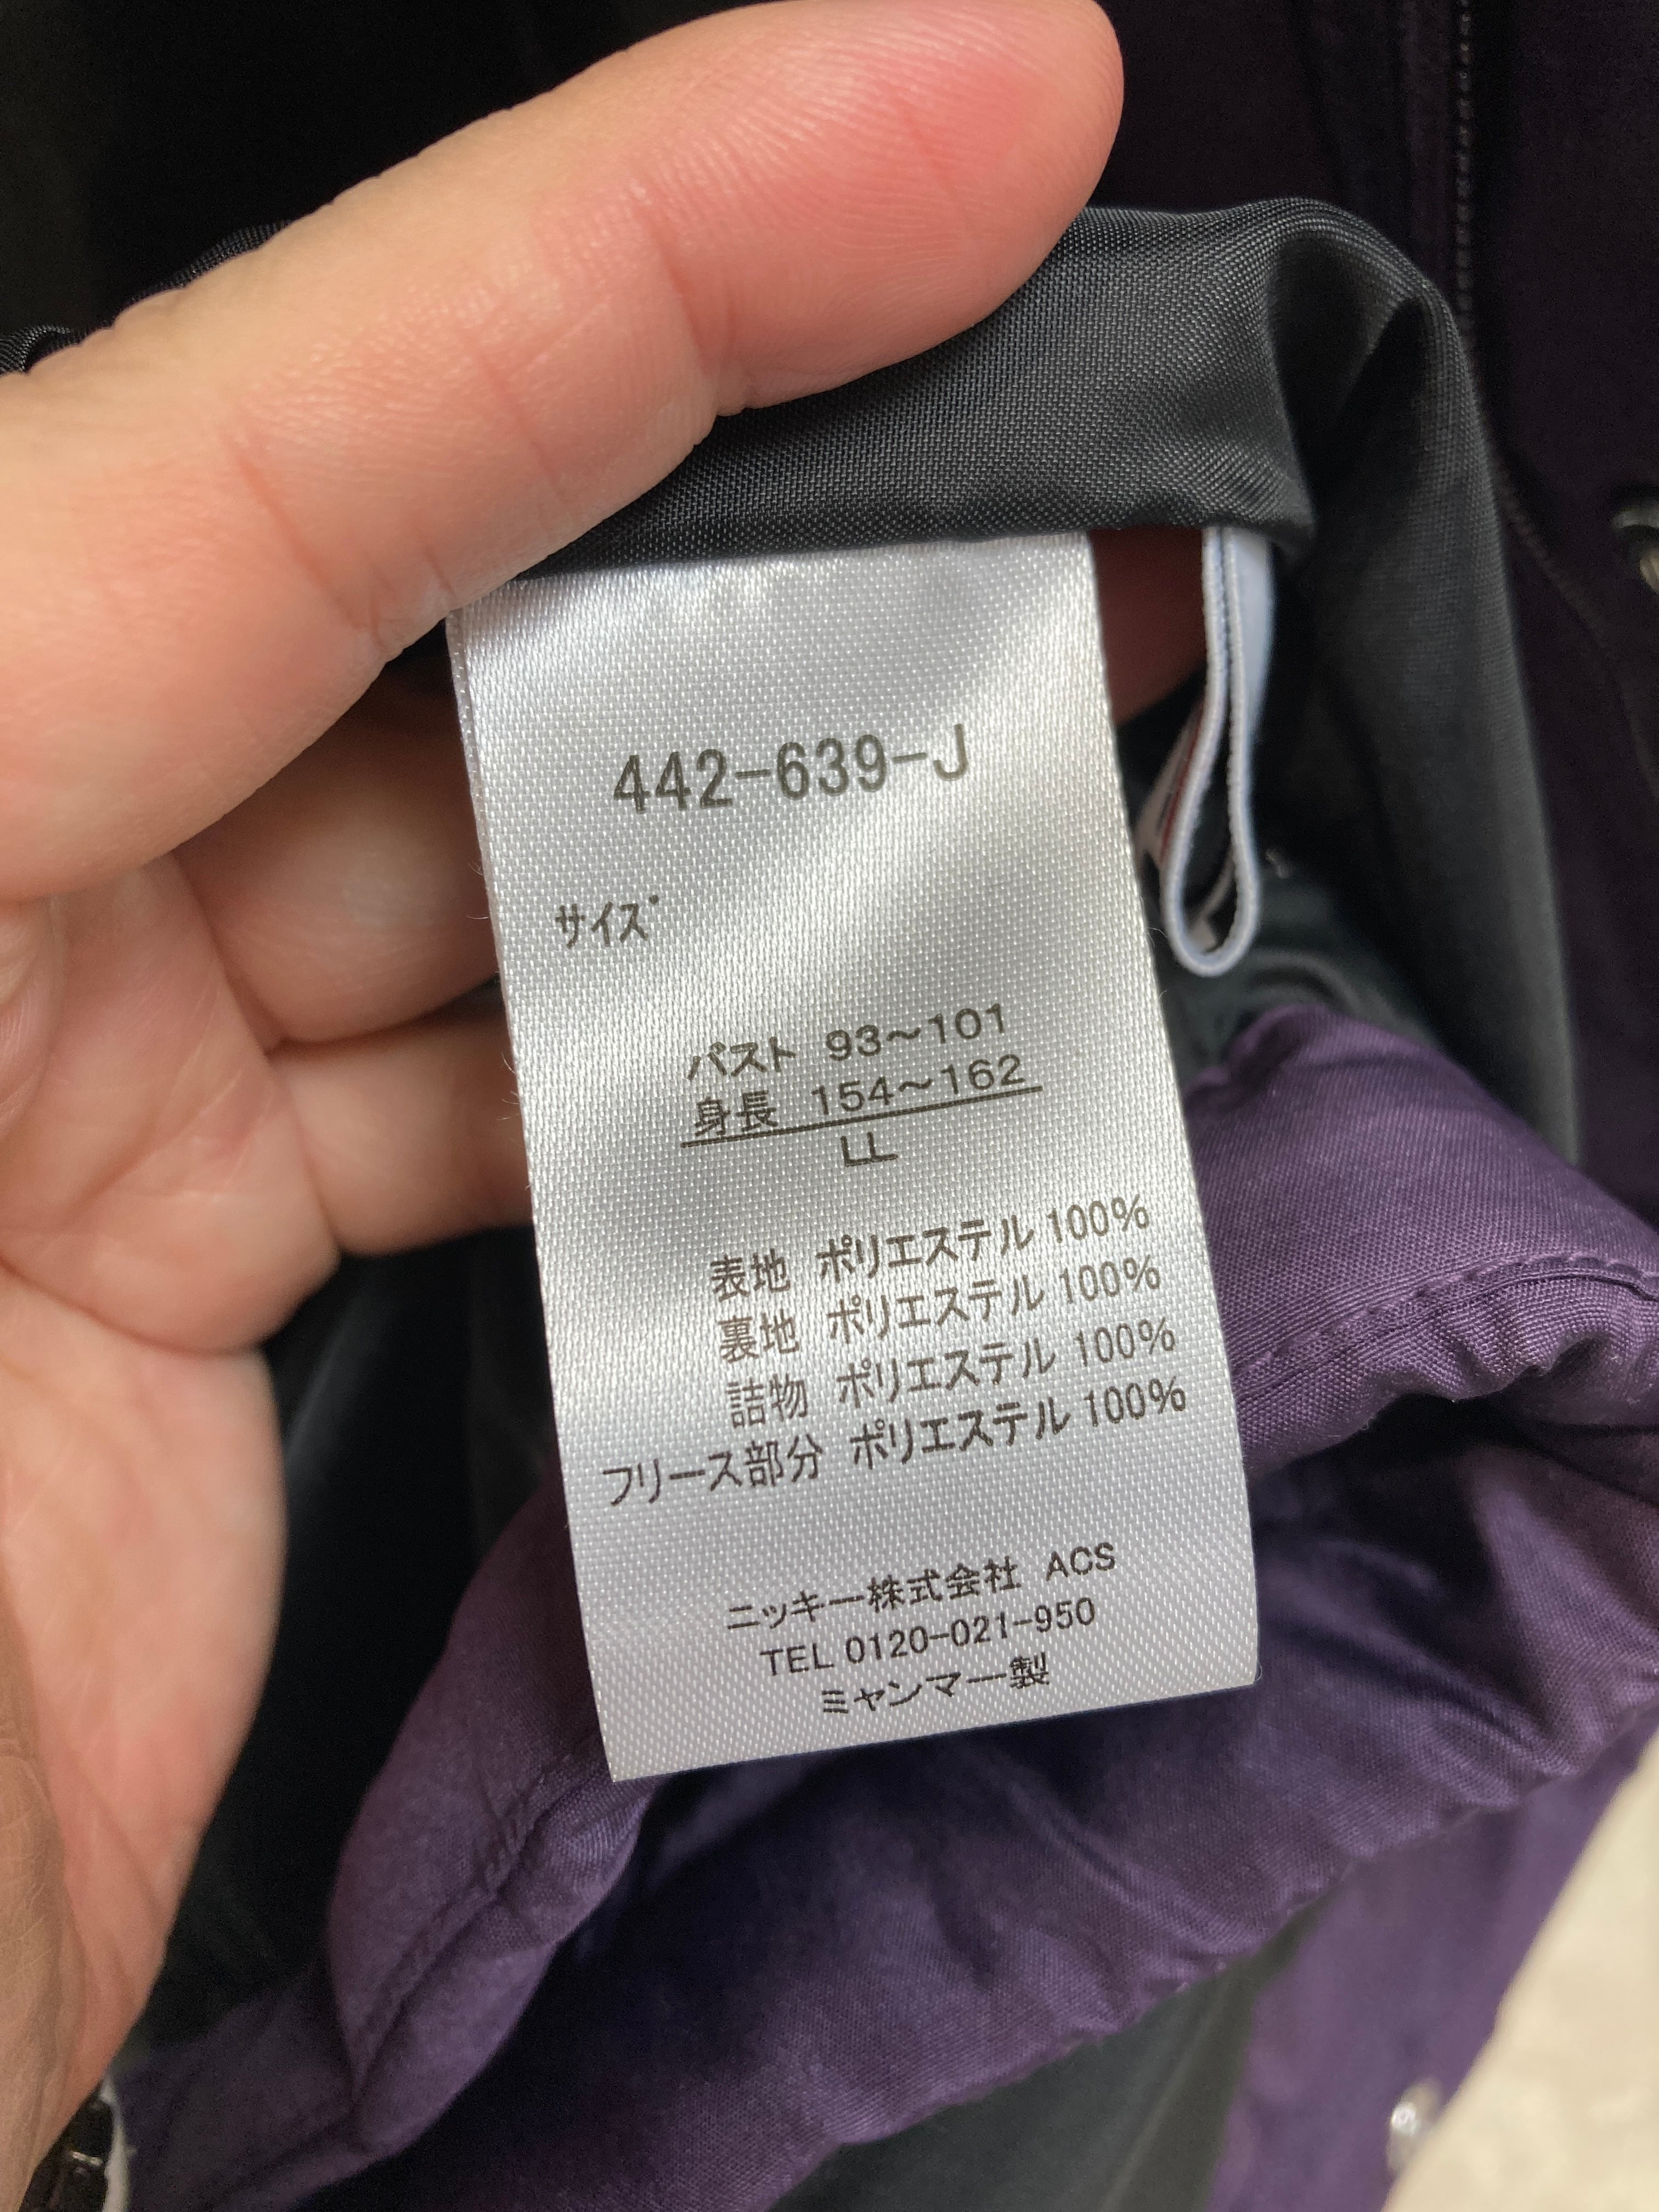 442-639-J
サイズ
バスト 93～101
身長 154～162
LL
表地 ポリエステル 100%
裏地 ポリエステル 100%
詰物 ポリエステル 100%
フリース部分 ポリエステル 100%
ニッキー株式会社 ACS
TEL 0120-021-950
ミャンマー製